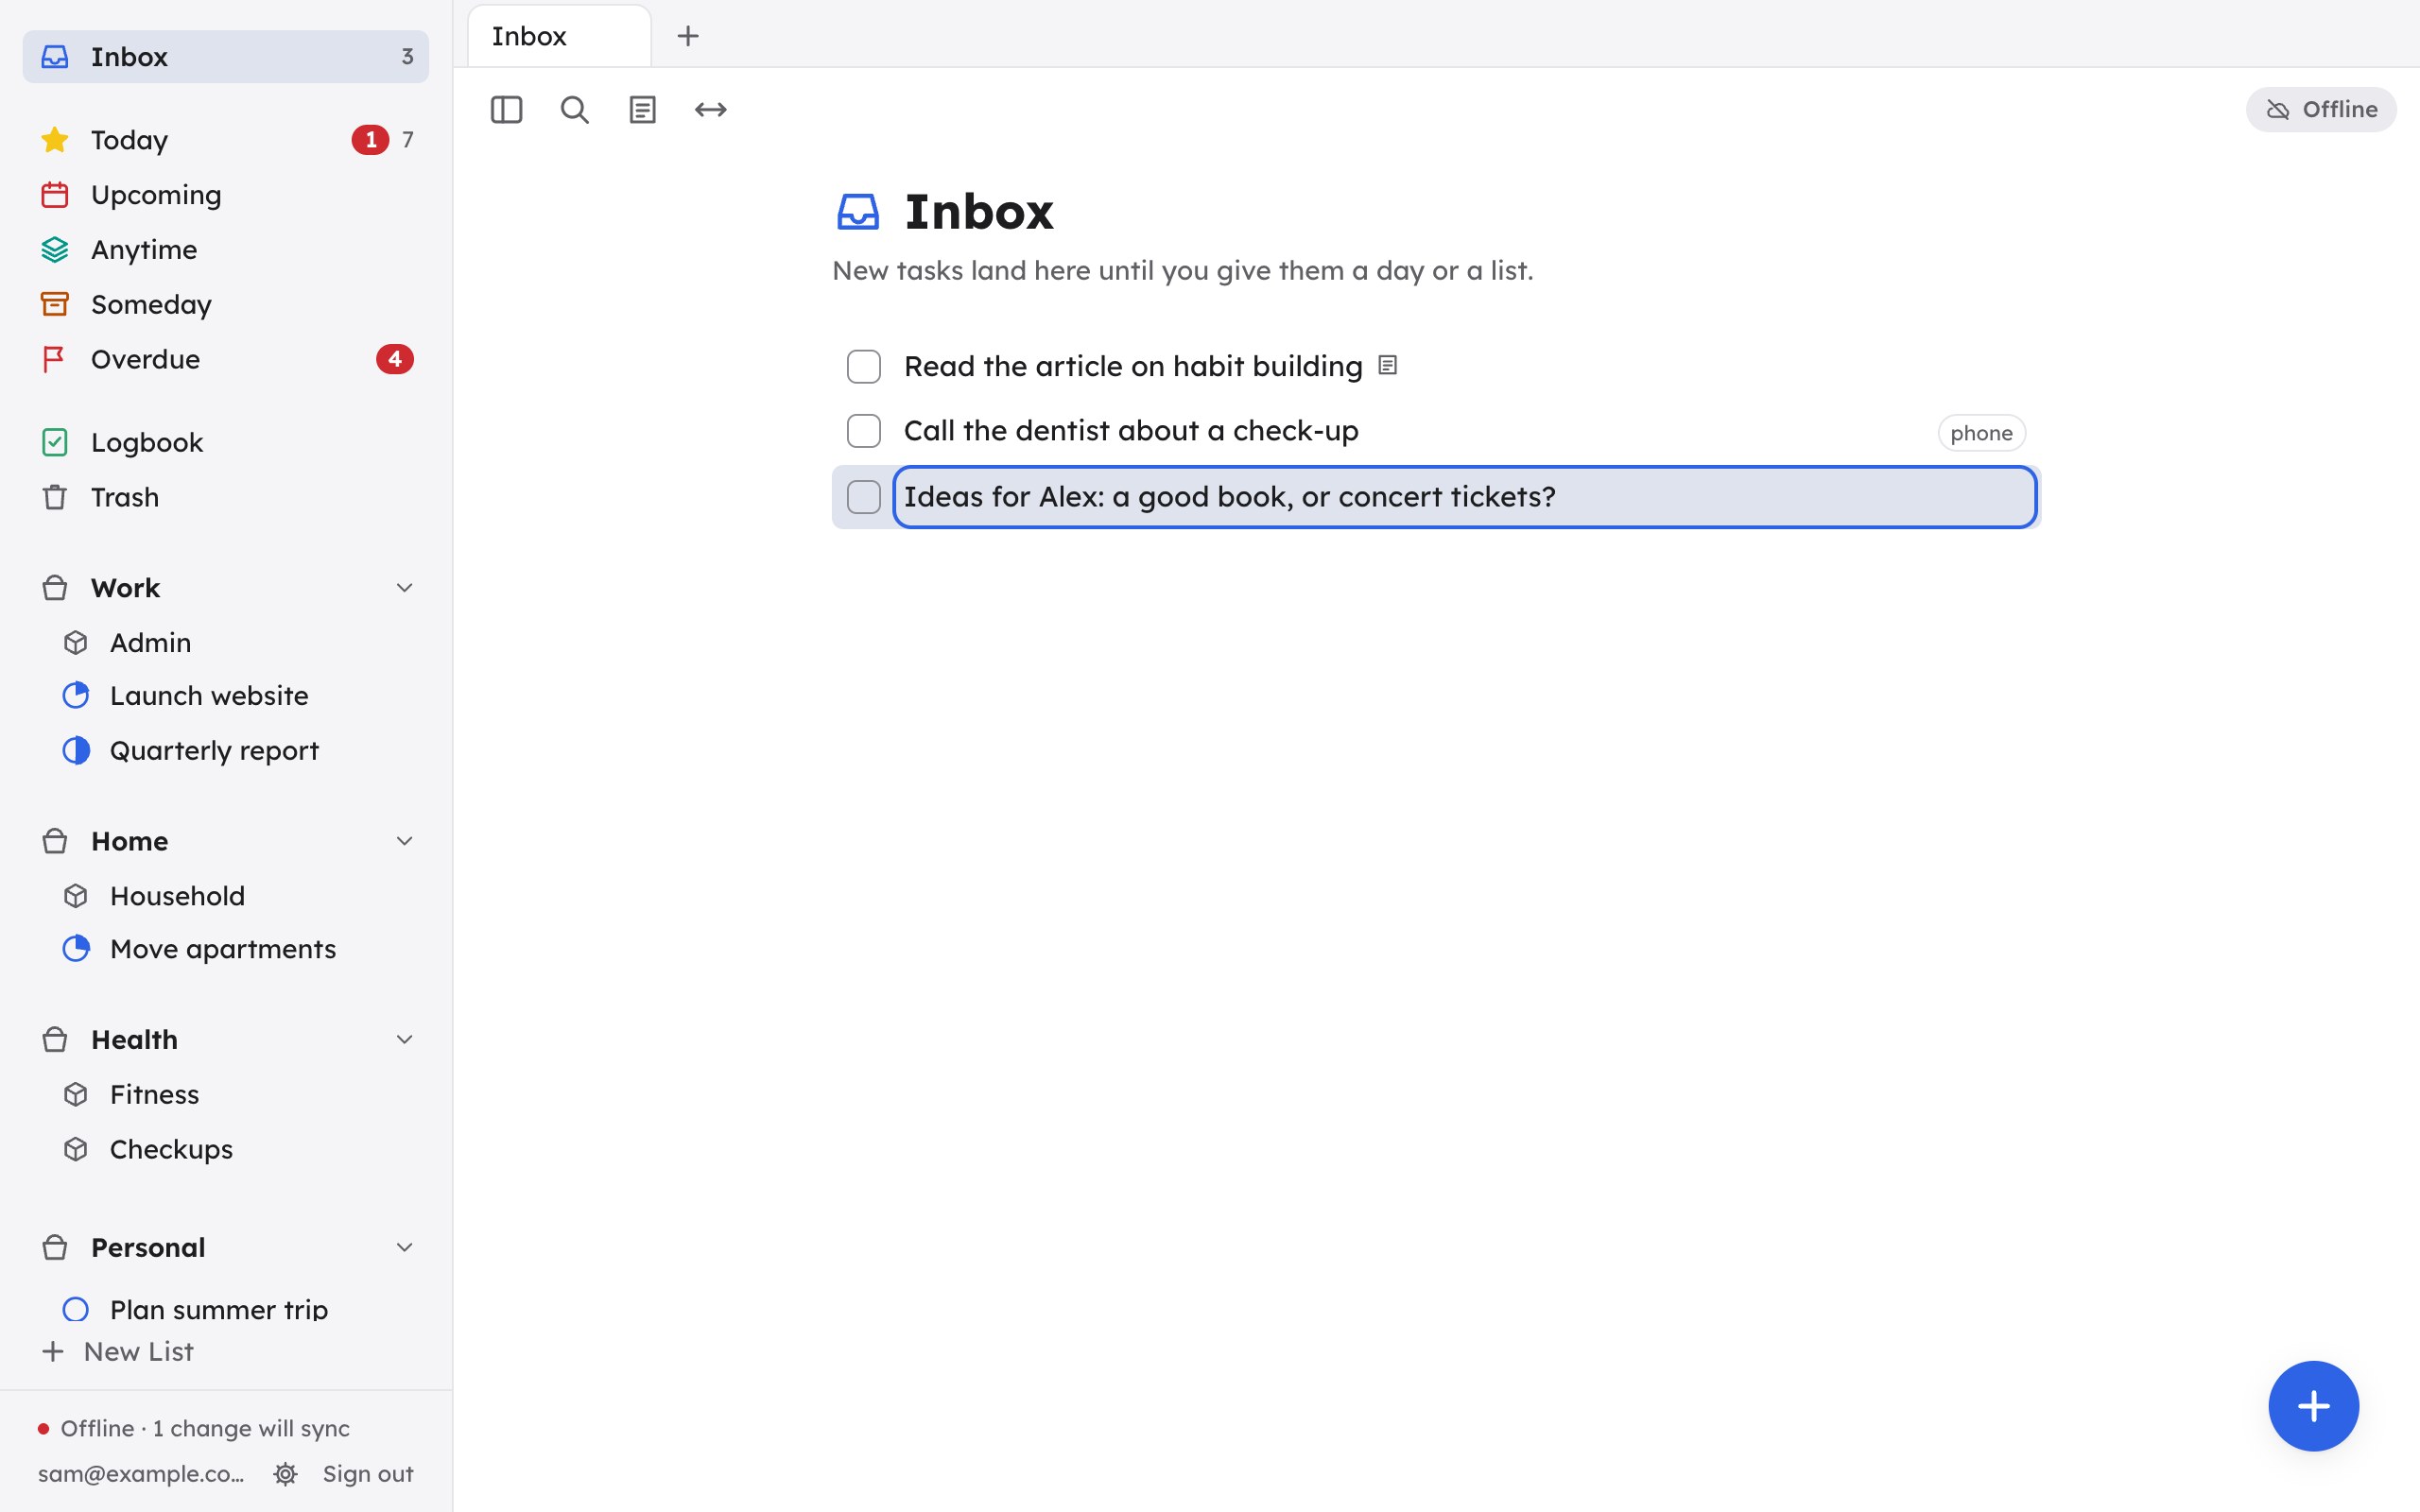 Inbox 3
Today 1 7
Upcoming
Anytime
Someday
Overdue 4
Logbook
Trash
Work
Admin
Launch website
Quarterly report
Home
Household
Move apartments
Health
Fitness
Checkups
Personal
Plan summer trip
New List
Offline · 1 change will sync
sam@example.co… Sign out
Inbox
Offline
Inbox
New tasks land here until you give them a day or a list.
Read the article on habit building
Call the dentist about a check-up phone
Ideas for Alex: a good book, or concert tickets?